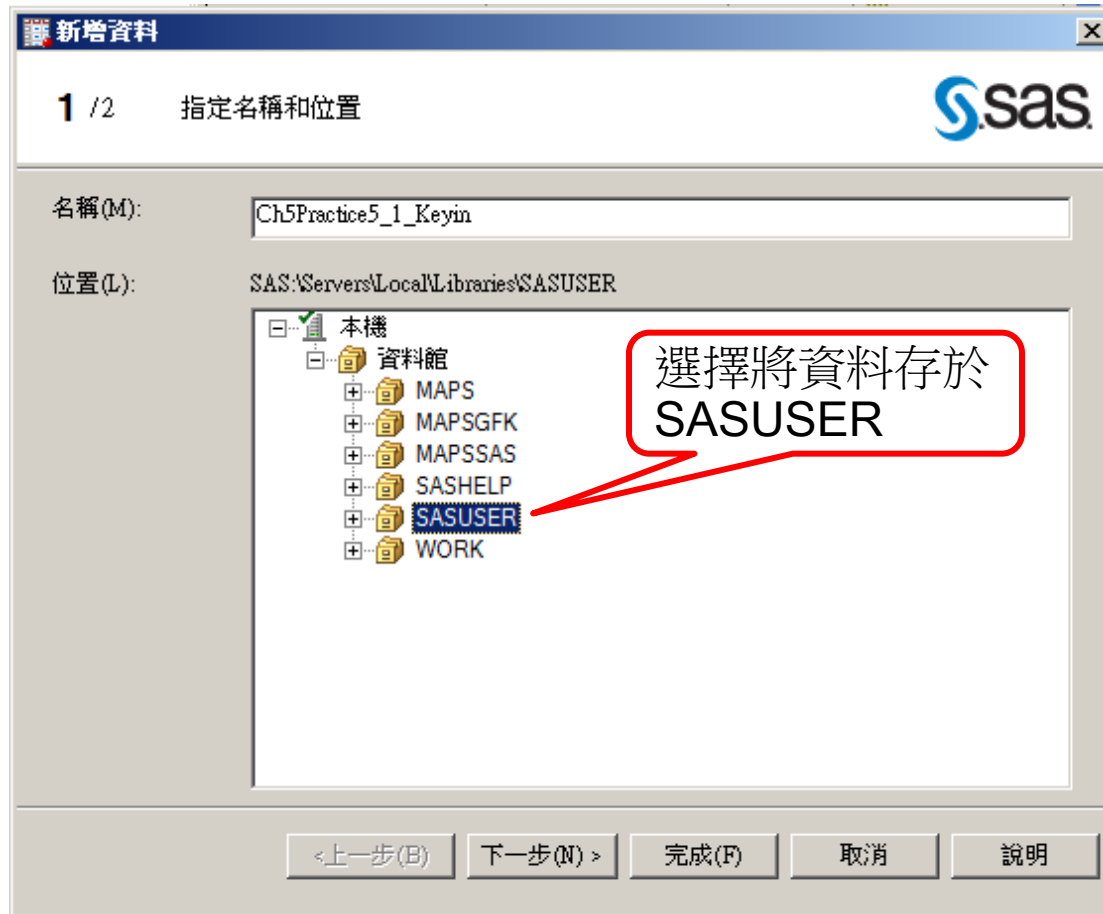 新增資料
1 /2 指定名稱和位置
sas
名稱(M):
Ch5Practice5_1_Keyin
位置(L):
SAS:\Servers\Local\Libraries\SASUSER
本機
資料館
MAPS
MAPSGFK
MAPSSAS
SASHELP
SASUSER
WORK
選擇將資料存於
SASUSER
<上一步(B) 下一步(N) > 完成(F) 取消 說明